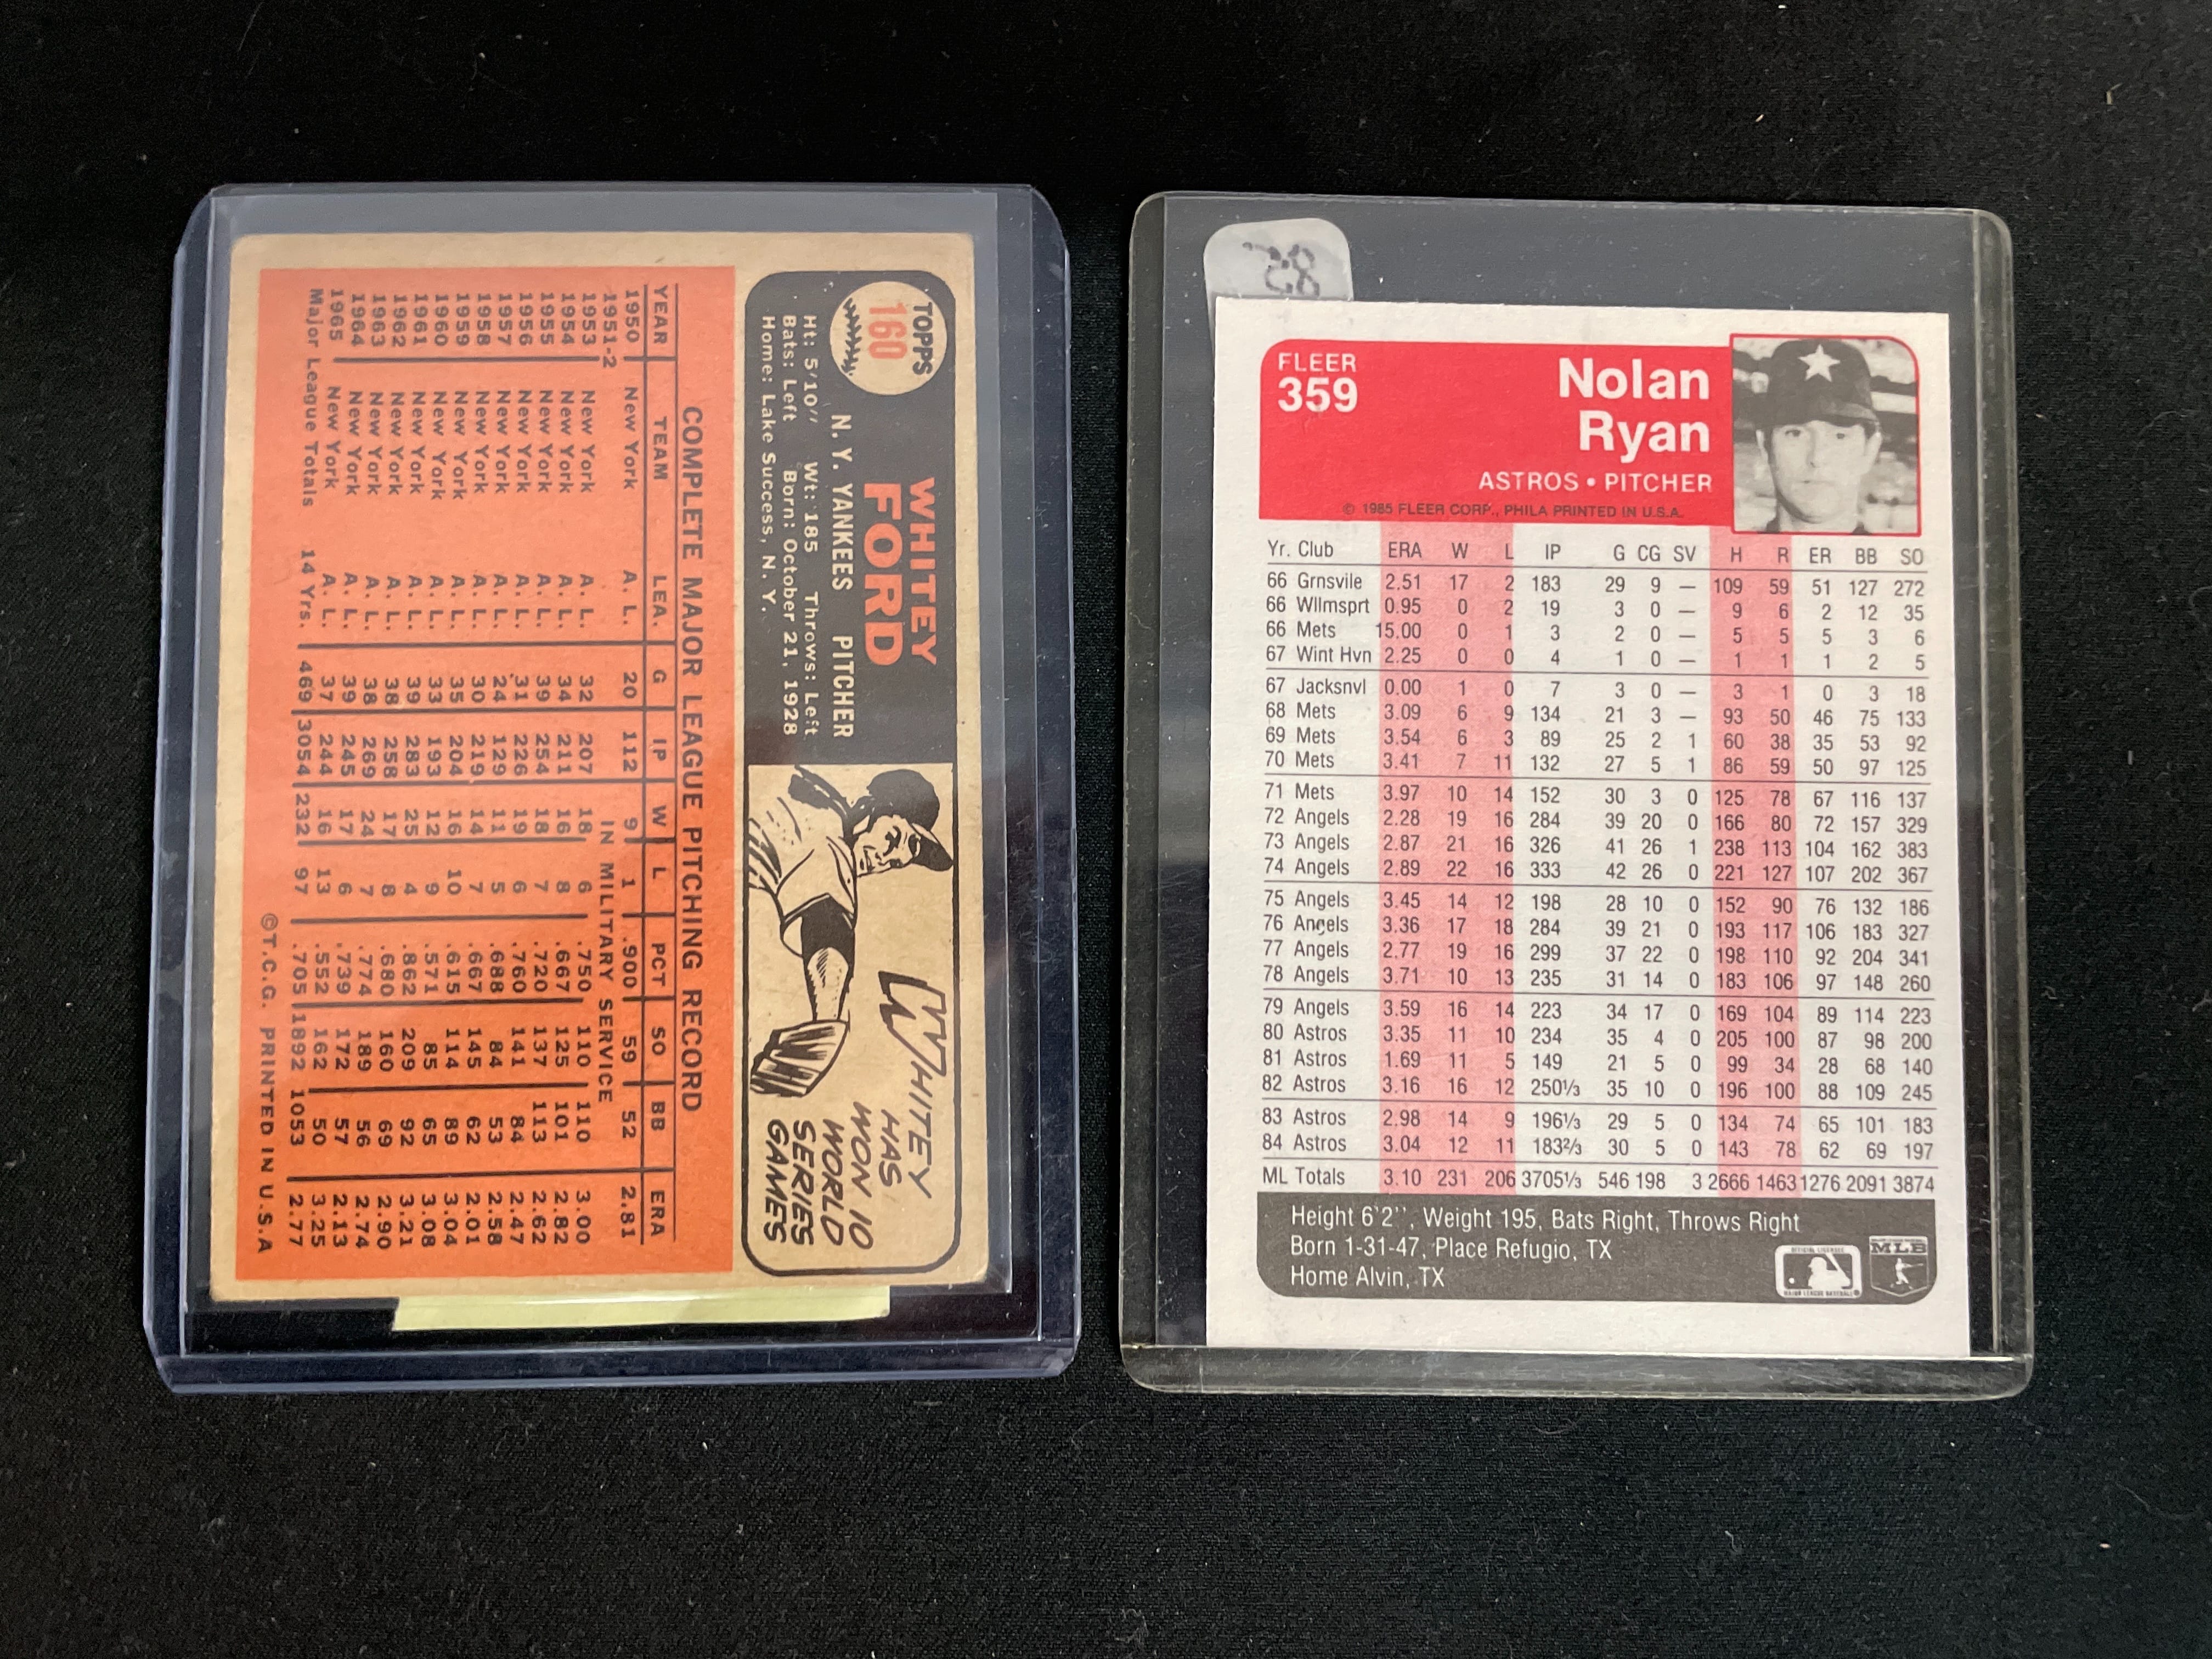 TOPPS
160
WHITEY
FORD
N. Y. YANKEES PITCHER
Ht: 5'10" Wt: 185 Throws: Left
Bats: Left Born: October 21, 1928
Home: Lake Success, N. Y.
WHITEY
HAS
WON 10
WORLD
SERIES
GAMES
COMPLETE MAJOR LEAGUE PITCHING RECORD
YEAR TEAM LEA. G IP W L PCT SO BB ERA
1950 New York A. L. 20 112 9 1 .900 59 52 2.81
1951-2 IN MILITARY SERVICE
1953 New York A. L. 32 207 18 6 .750 110 110 3.00
1954 New York A. L. 34 211 16 8 .667 125 101 2.82
1955 New York A. L. 39 254 18 7 .720 137 113 2.62
1956 New York A. L. 31 226 19 6 .760 141 84 2.47
1957 New York A. L. 24 129 11 5 .688 84 53 2.58
1958 New York A. L. 30 219 14 7 .667 145 62 2.01
1959 New York A. L. 35 204 16 10 .615 114 89 3.04
1960 New York A. L. 33 193 12 9 .571 85 65 3.08
1961 New York A. L. 39 283 25 4 .862 209 92 3.21
1962 New York A. L. 38 258 17 8 .680 160 69 2.90
1963 New York A. L. 38 269 24 7 .774 189 56 2.74
1964 New York A. L. 39 245 17 6 .739 172 57 2.13
1965 New York A. L. 37 244 16 13 .552 162 50 3.25
Major League Totals 14 Yrs. 469 3054 232 97 .705 1892 1053 2.77
©T.C.G. PRINTED IN U.S.A
82
FLEER
359
Nolan
Ryan
ASTROS • PITCHER
© 1985 FLEER CORP., PHILA PRINTED IN U.S.A.
Yr. Club ERA W L IP G CG SV H R ER BB SO
66 Grnsvile 2.51 17 2 183 29 9 — 109 59 51 127 272
66 Wllmsprt 0.95 0 2 19 3 0 — 9 6 2 12 35
66 Mets 15.00 0 1 3 2 0 — 5 5 5 3 6
67 Wint Hvn 2.25 0 0 4 1 0 — 1 1 1 2 5
67 Jacksnvl 0.00 1 0 7 3 0 — 3 1 0 3 18
68 Mets 3.09 6 9 134 21 3 — 93 50 46 75 133
69 Mets 3.54 6 3 89 25 2 1 60 38 35 53 92
70 Mets 3.41 7 11 132 27 5 1 86 59 50 97 125
71 Mets 3.97 10 14 152 30 3 0 125 78 67 116 137
72 Angels 2.28 19 16 284 39 20 0 166 80 72 157 329
73 Angels 2.87 21 16 326 41 26 1 238 113 104 162 383
74 Angels 2.89 22 16 333 42 26 0 221 127 107 202 367
75 Angels 3.45 14 12 198 28 10 0 152 90 76 132 186
76 Angels 3.36 17 18 284 39 21 0 193 117 106 183 327
77 Angels 2.77 19 16 299 37 22 0 198 110 92 204 341
78 Angels 3.71 10 13 235 31 14 0 183 106 97 148 260
79 Angels 3.59 16 14 223 34 17 0 169 104 89 114 223
80 Astros 3.35 11 10 234 35 4 0 205 100 87 98 200
81 Astros 1.69 11 5 149 21 5 0 99 34 28 68 140
82 Astros 3.16 16 12 250⅓ 35 10 0 196 100 88 109 245
83 Astros 2.98 14 9 196⅓ 29 5 0 134 74 65 101 183
84 Astros 3.04 12 11 183⅔ 30 5 0 143 78 62 69 197
ML Totals 3.10 231 206 3705⅓ 546 198 3 2666 1463 1276 2091 3874
Height 6'2", Weight 195, Bats Right, Throws Right
Born 1-31-47, Place Refugio, TX
Home Alvin, TX
MLB